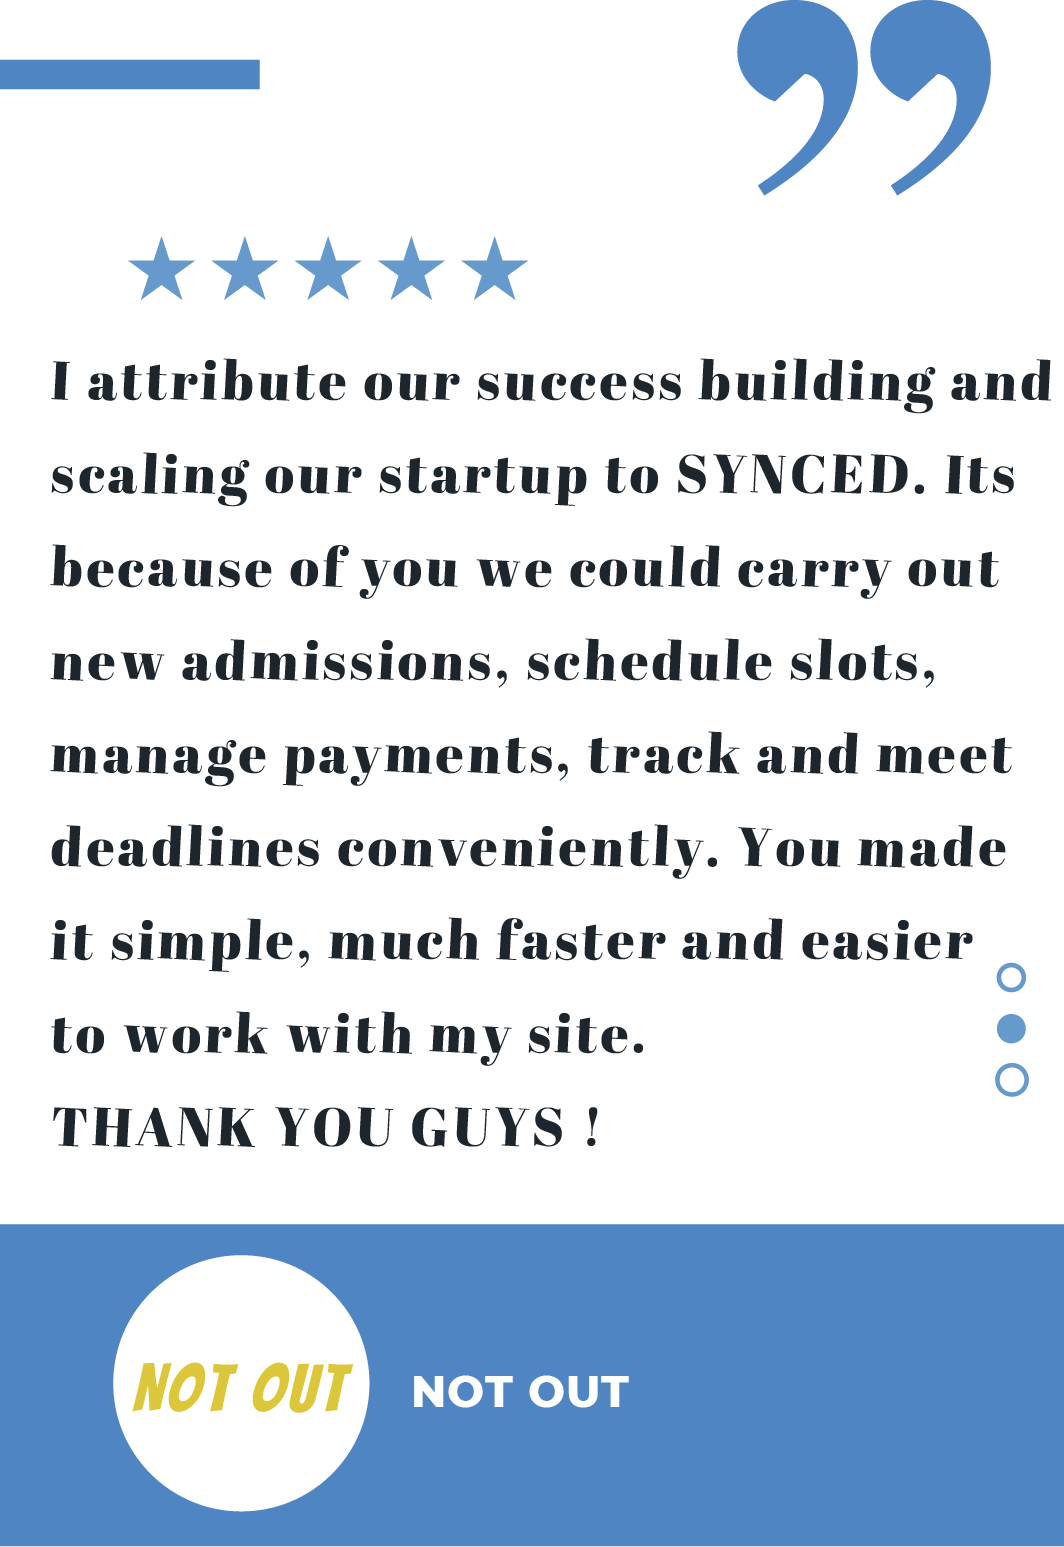 ”
I attribute our success building and
scaling our startup to SYNCED. Its
because of you we could carry out
new admissions, schedule slots,
manage payments, track and meet
deadlines conveniently. You made
it simple, much faster and easier
to work with my site.
THANK YOU GUYS !
NOT OUT
NOT OUT